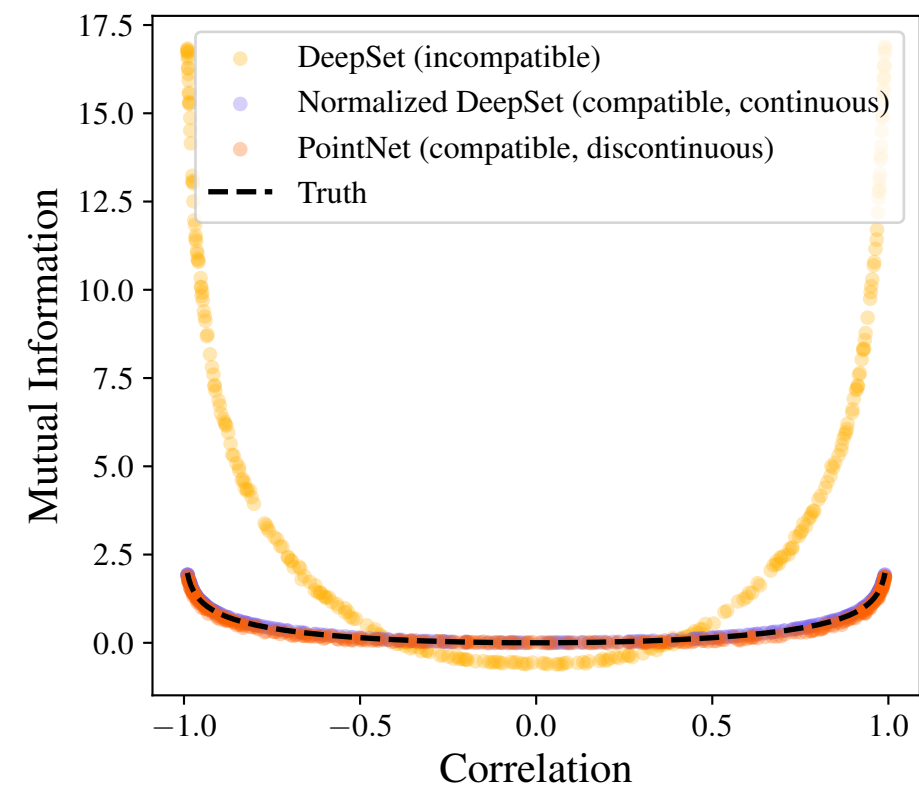 17.5
15.0
12.5
10.0
7.5
5.0
2.5
0.0
Mutual Information
DeepSet (incompatible)
Normalized DeepSet (compatible, continuous)
PointNet (compatible, discontinuous)
Truth
−1.0 −0.5 0.0 0.5 1.0
Correlation